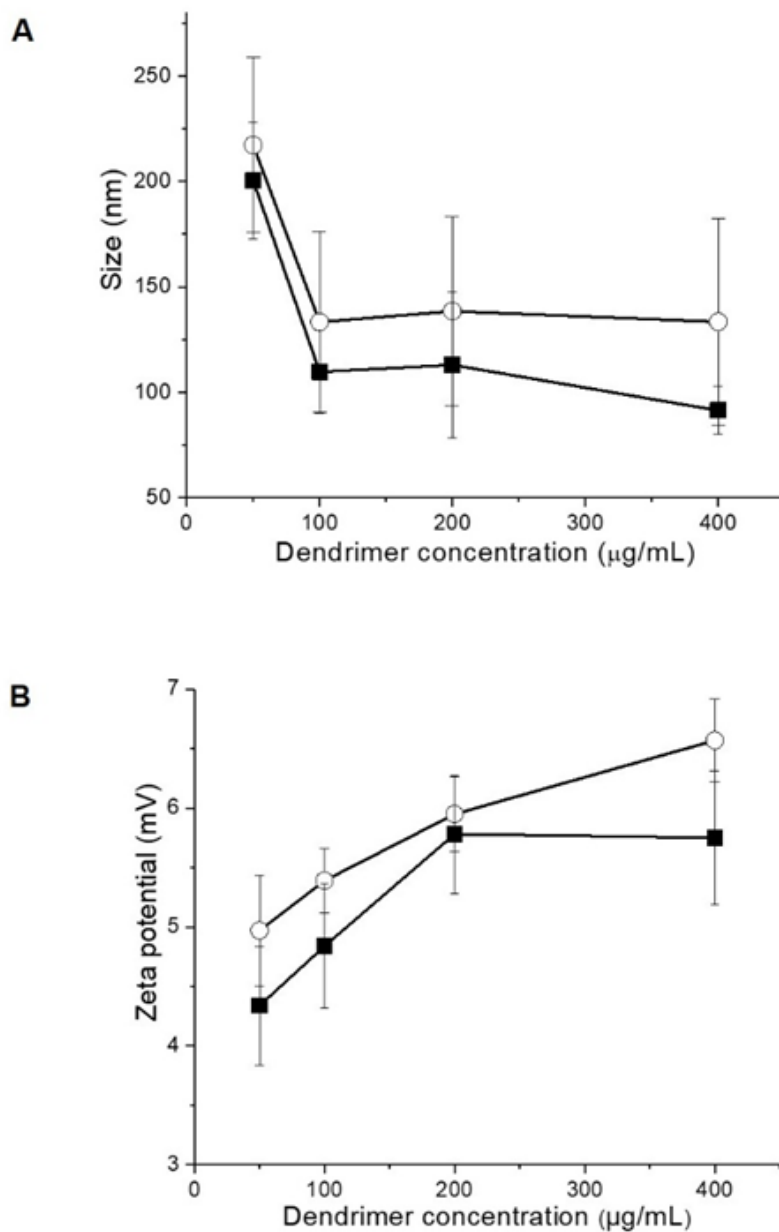 A
250
200
150
100
50
0 100 200 300 400
Size (nm)
Dendrimer concentration (µg/mL)
B
7
6
5
4
3
0 100 200 300 400
Zeta potential (mV)
Dendrimer concentration (µg/mL)